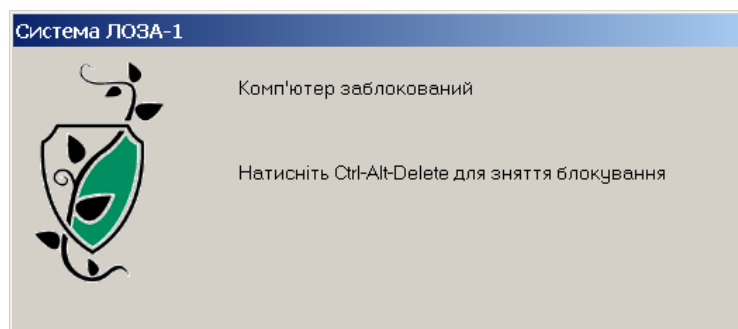 Система ЛОЗА-1
Комп'ютер заблокований
Натисніть Ctrl-Alt-Delete для зняття блокування